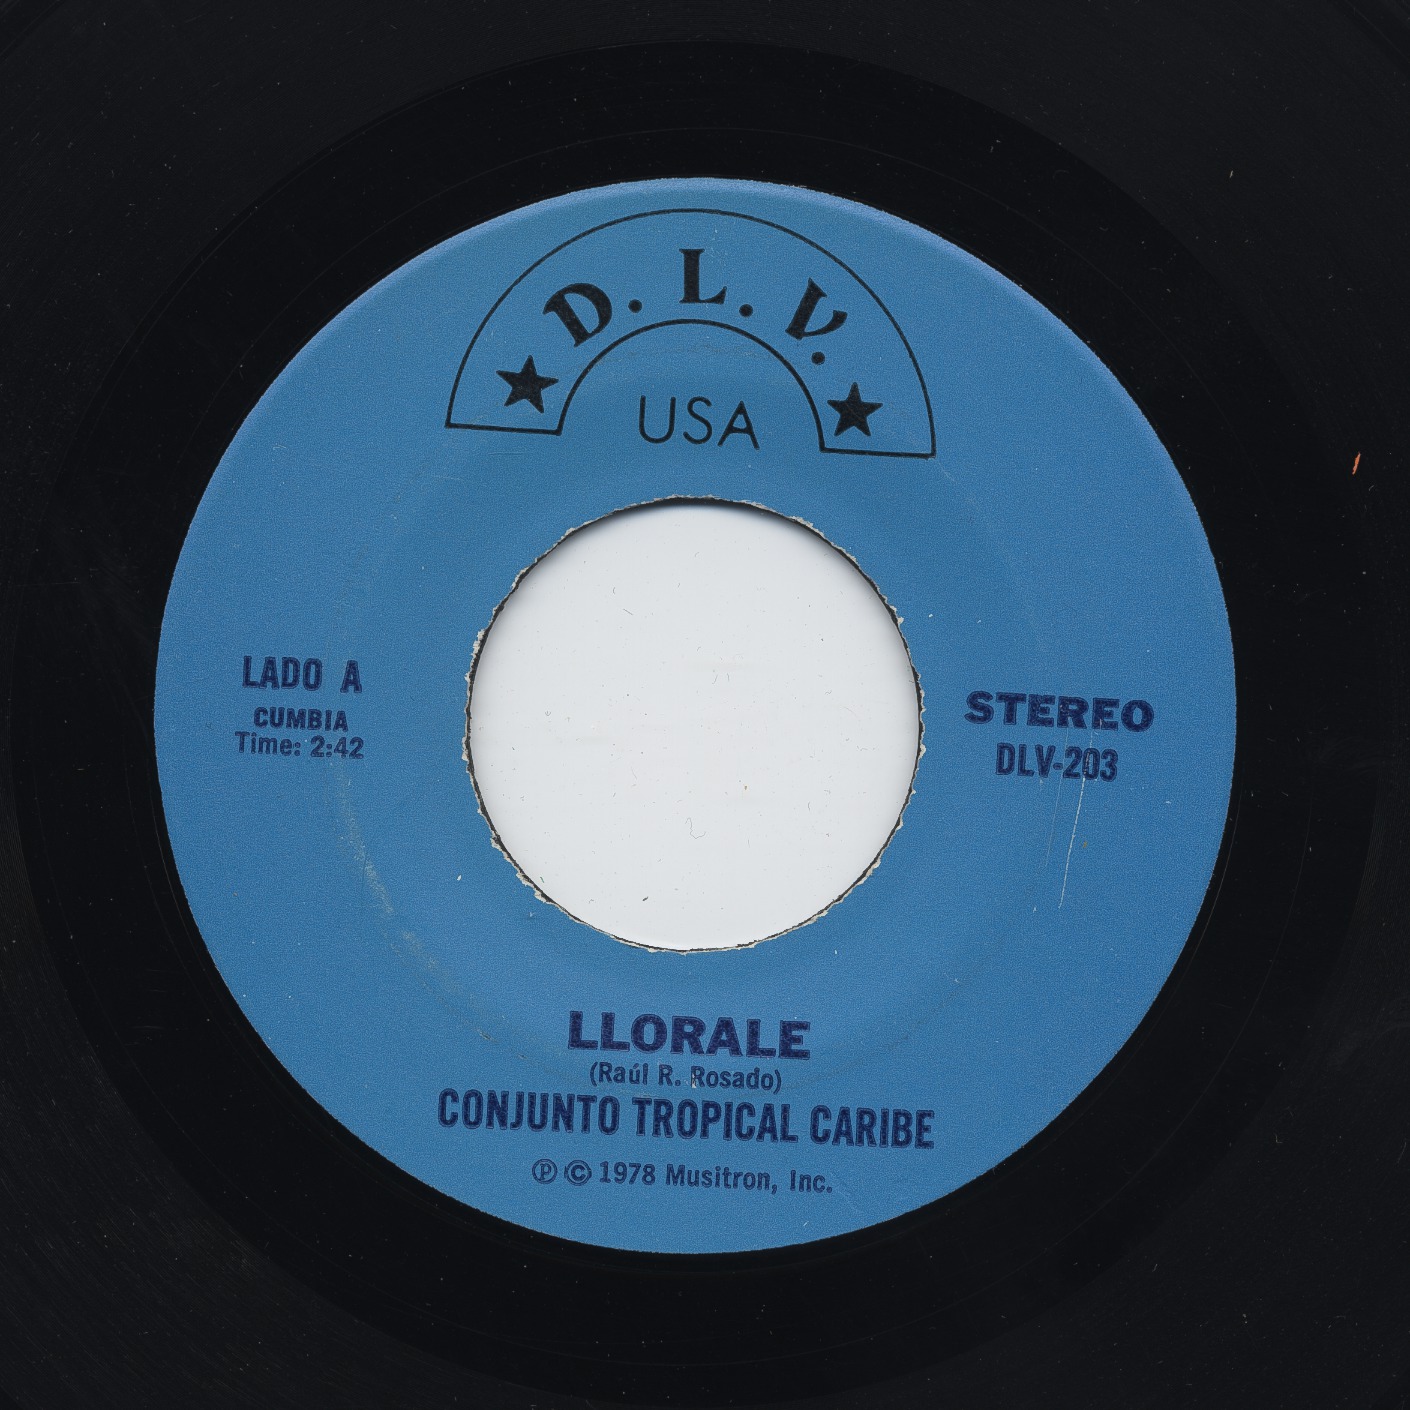 D. L. V.
USA
LADO A
CUMBIA
Time: 2:42
STEREO
DLV-203
LLORALE
(Raúl R. Rosado)
CONJUNTO TROPICAL CARIBE
℗ © 1978 Musitron, Inc.